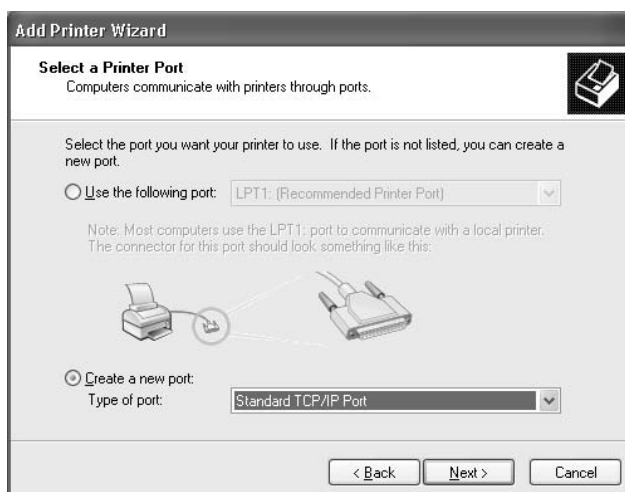 Add Printer Wizard
Select a Printer Port
Computers communicate with printers through ports.
Select the port you want your printer to use. If the port is not listed, you can create a
new port.
Use the following port: LPT1: (Recommended Printer Port)
Note: Most computers use the LPT1: port to communicate with a local printer.
The connector for this port should look something like this:
Create a new port:
Type of port: Standard TCP/IP Port
< Back Next > Cancel